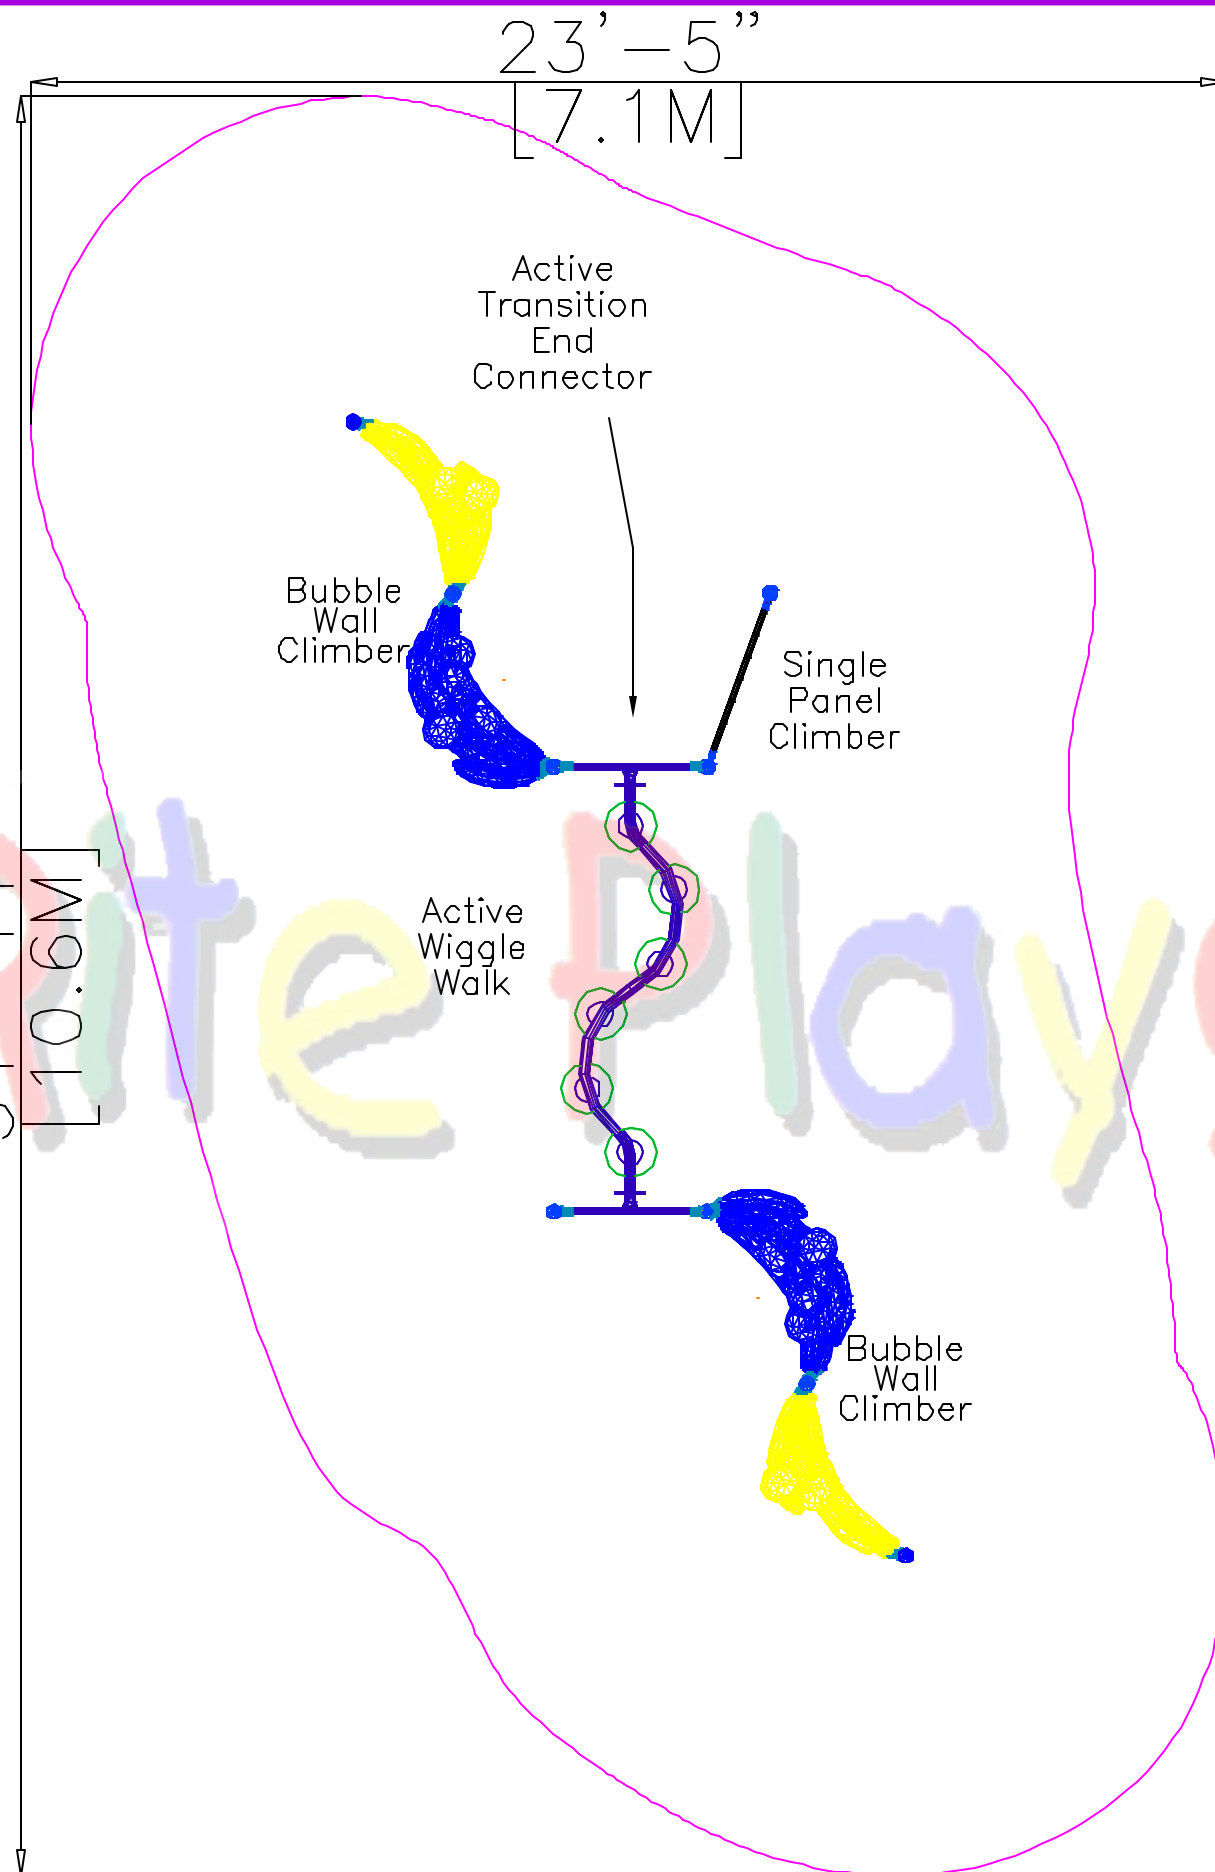 23'-5"
[7.1M]
Active
Transition
End
Connector
Bubble
Wall
Climber
Single
Panel
Climber
[10.6M]
Active
Wiggle
Walk
Bubble
Wall
Climber